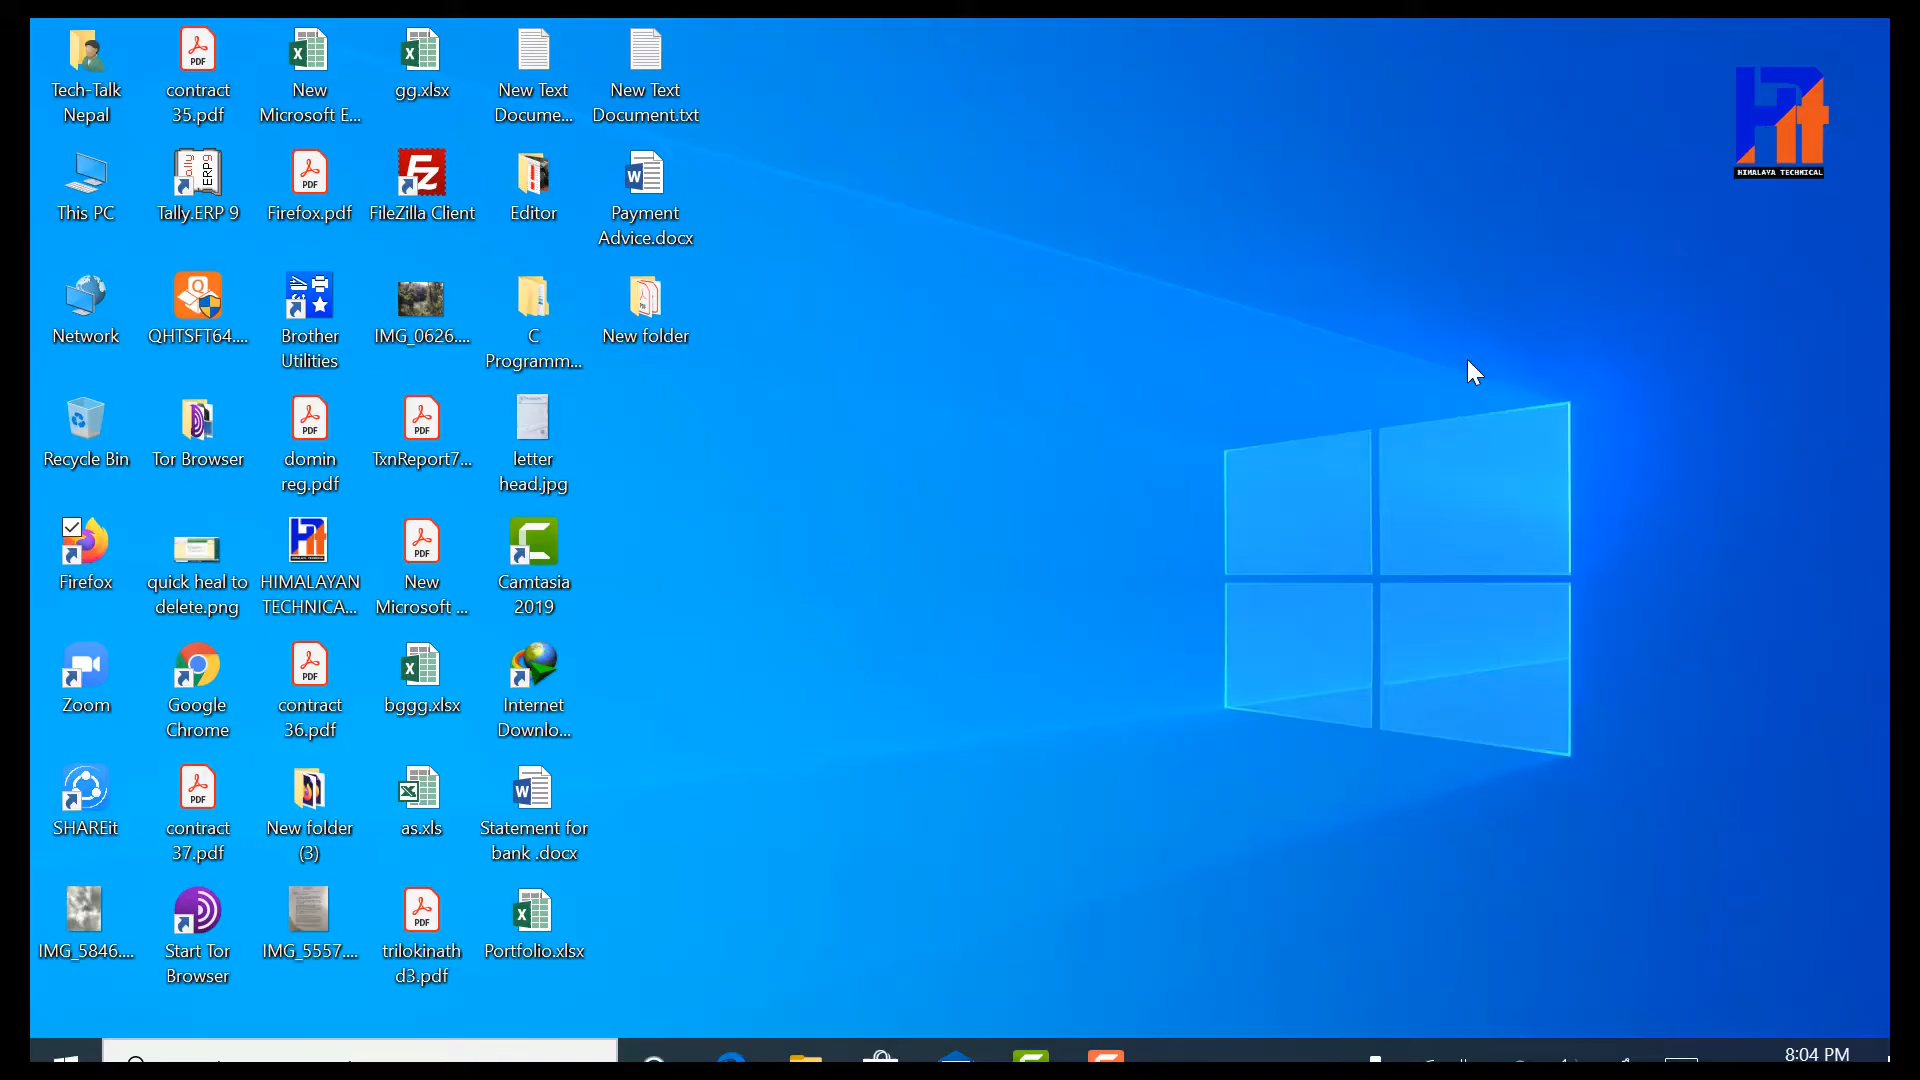 Tech-Talk
Nepal
contract
35.pdf
New
Microsoft E...
gg.xlsx
New Text
Docume...
New Text
Document.txt
HIMALAYA TECHNICAL
This PC
Tally.ERP 9
Firefox.pdf
FileZilla Client
Editor
Payment
Advice.docx
Network
QHTSFT64....
Brother
Utilities
IMG_0626....
C
Programm...
New folder
Recycle Bin
Tor Browser
domin
reg.pdf
TxnReport7...
letter
head.jpg
Firefox
quick heal to
delete.png
HIMALAYAN
TECHNICA...
New
Microsoft ...
Camtasia
2019
Zoom
Google
Chrome
contract
36.pdf
bggg.xlsx
Internet
Downlo...
SHAREit
contract
37.pdf
New folder
(3)
as.xls
Statement for
bank .docx
IMG_5846....
Start Tor
Browser
IMG_5557....
trilokinath
d3.pdf
Portfolio.xlsx
8:04 PM